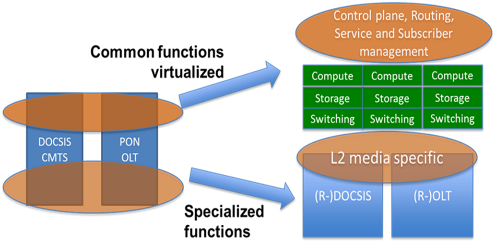 Common functions
virtualized
Control plane, Routing,
Service and Subscriber
management
Compute Compute Compute
Storage Storage Storage
Switching Switching Switching
DOCSIS
CMTS
PON
OLT
L2 media specific
(R-)DOCSIS
(R-)OLT
Specialized
functions